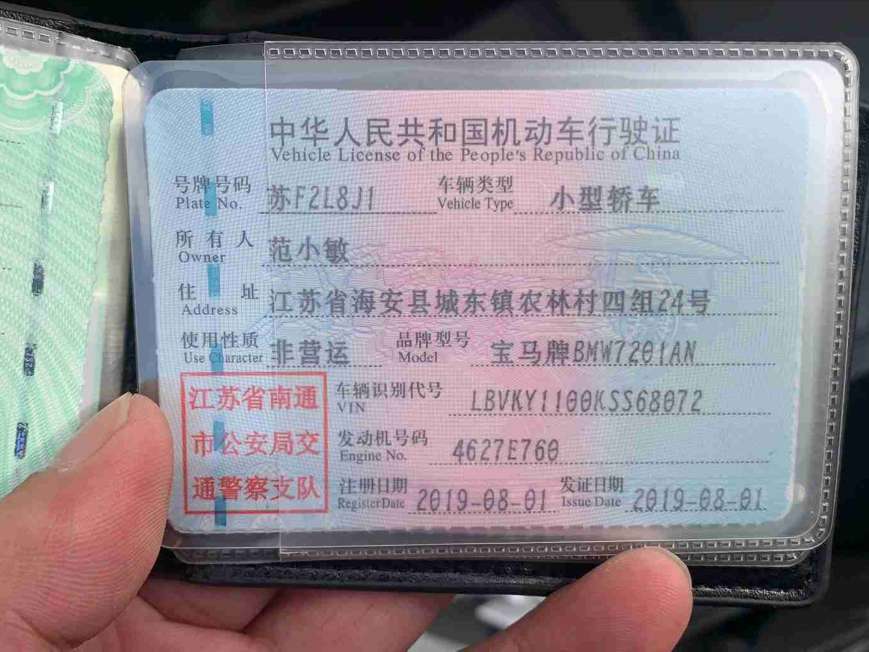 中华人民共和国机动车行驶证
Vehicle License of the People's Republic of China
号牌号码 苏F2L8J1 车辆类型 小型轿车
Plate No. Vehicle Type
所有人 范小敏
Owner
住址 江苏省海安县城东镇农林村四组24号
Address
使用性质 非营运 品牌型号 宝马牌BMW7201AN
Use Character Model
江苏省南通
市公安局交
通警察支队
车辆识别代号 LBVKY1100KSS68072
VIN
发动机号码 4627E760
Engine No.
注册日期 2019-08-01 发证日期 2019-08-01
Register Date Issue Date